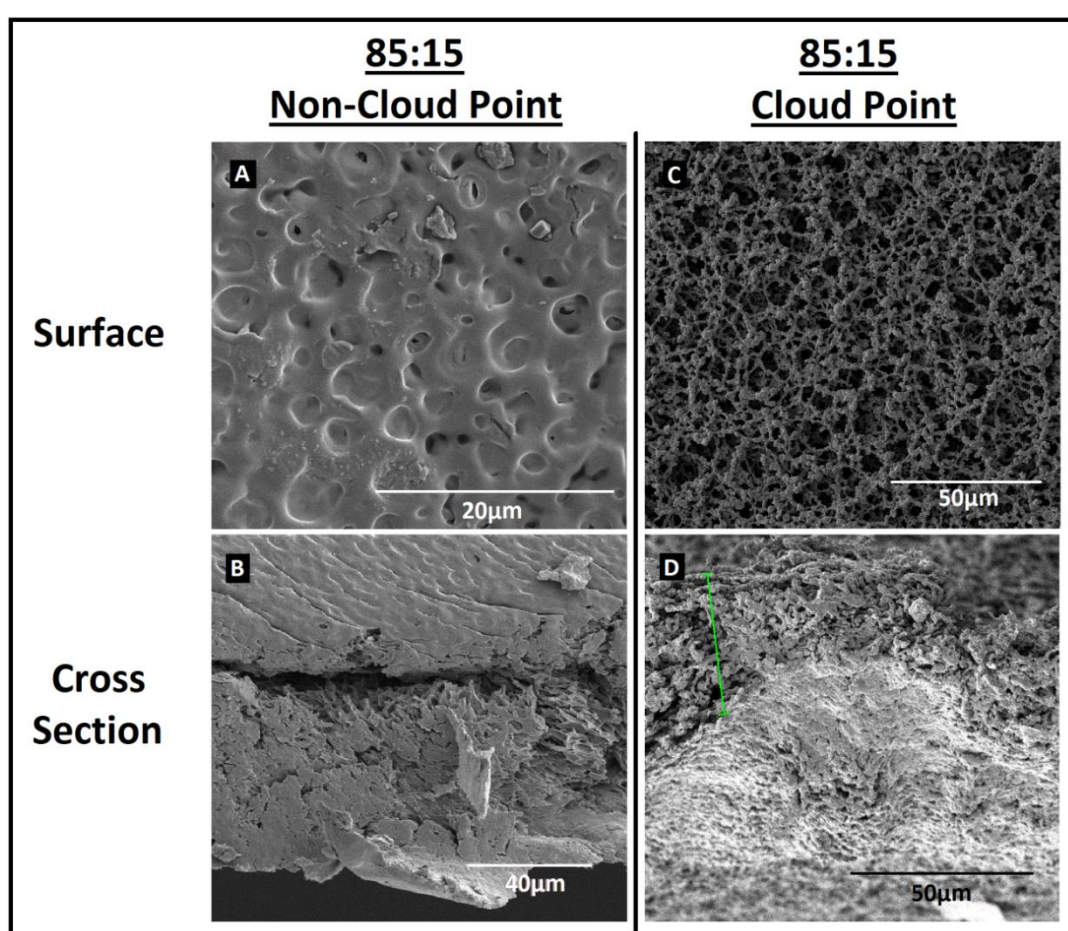 85:15
Non-Cloud Point
85:15
Cloud Point
Surface
A
20µm
C
50µm
Cross
Section
B
40µm
D
50µm